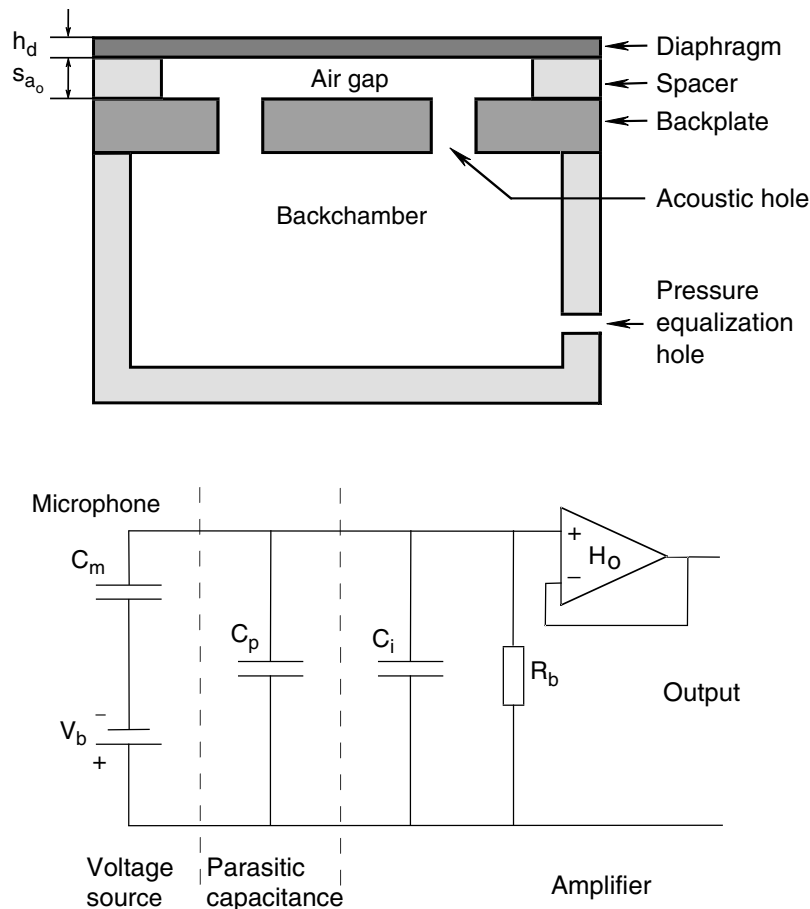 h_d
s_a_o
Air gap
Diaphragm
Spacer
Backplate
Acoustic hole
Backchamber
Pressure
equalization
hole
Microphone
C_m
C_p
C_i
R_b
+
–
H_o
Output
–
V_b
+
Voltage
source
Parasitic
capacitance
Amplifier